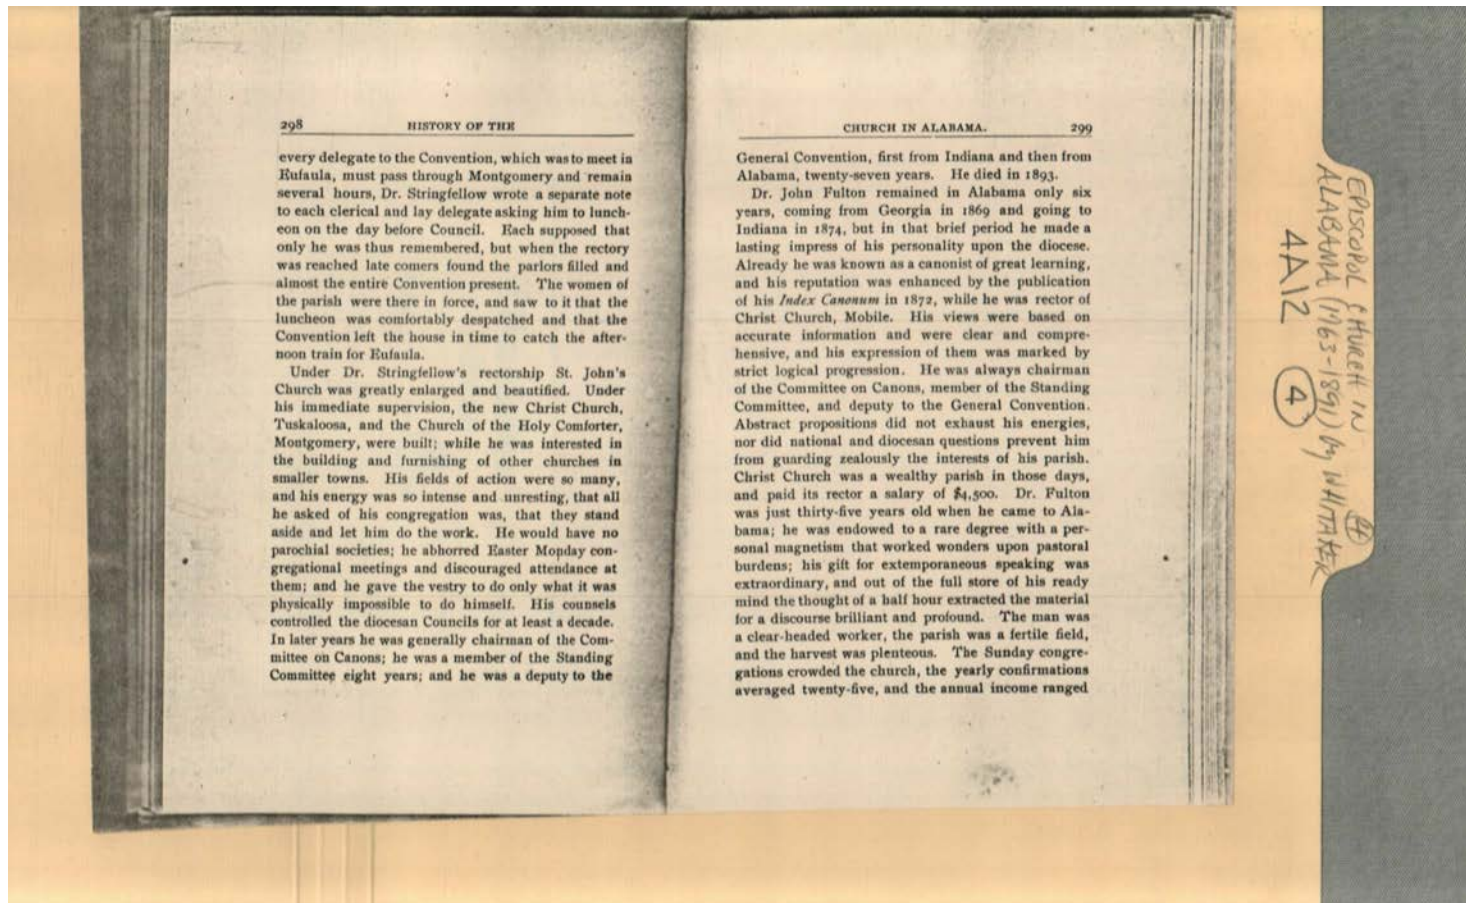 298 HISTORY OF THE
every delegate to the Convention, which was to meet in
Eufaula, must pass through Montgomery and remain
several hours, Dr. Stringfellow wrote a separate note
to each clerical and lay delegate asking him to lunch-
eon on the day before Council. Each supposed that
only he was thus remembered, but when the rectory
was reached late comers found the parlors filled and
almost the entire Convention present. The women of
the parish were there in force, and saw to it that the
luncheon was comfortably despatched and that the
Convention left the house in time to catch the after-
noon train for Eufaula.
Under Dr. Stringfellow's rectorship St. John's
Church was greatly enlarged and beautified. Under
his immediate supervision, the new Christ Church,
Tuskaloosa, and the Church of the Holy Comforter,
Montgomery, were built; while he was interested in
the building and furnishing of other churches in
smaller towns. His fields of action were so many,
and his energy was so intense and unresting, that all
he asked of his congregation was, that they stand
aside and let him do the work. He would have no
parochial societies; he abhorred Easter Monday con-
gregational meetings and discouraged attendance at
them; and he gave the vestry to do only what it was
physically impossible to do himself. His counsels
controlled the diocesan Councils for at least a decade.
In later years he was generally chairman of the Com-
mittee on Canons; he was a member of the Standing
Committee eight years; and he was a deputy to the
CHURCH IN ALABAMA. 299
General Convention, first from Indiana and then from
Alabama, twenty-seven years. He died in 1893.
Dr. John Fulton remained in Alabama only six
years, coming from Georgia in 1869 and going to
Indiana in 1874, but in that brief period he made a
lasting impress of his personality upon the diocese.
Already he was known as a canonist of great learning,
and his reputation was enhanced by the publication
of his Index Canonum in 1872, while he was rector of
Christ Church, Mobile. His views were based on
accurate information and were clear and compre-
hensive, and his expression of them was marked by
strict logical progression. He was always chairman
of the Committee on Canons, member of the Standing
Committee, and deputy to the General Convention.
Abstract propositions did not exhaust his energies,
nor did national and diocesan questions prevent him
from guarding zealously the interests of his parish.
Christ Church was a wealthy parish in those days,
and paid its rector a salary of $4,500. Dr. Fulton
was just thirty-five years old when he came to Ala-
bama; he was endowed to a rare degree with a per-
sonal magnetism that worked wonders upon pastoral
burdens; his gift for extemporaneous speaking was
extraordinary, and out of the full store of his ready
mind the thought of a half hour extracted the material
for a discourse brilliant and profound. The man was
a clear-headed worker, the parish was a fertile field,
and the harvest was plenteous. The Sunday congre-
gations crowded the church, the yearly confirmations
averaged twenty-five, and the annual income ranged
EPISCOPOL CHURCH IN
ALABAMA (1763-1891) by WHITAKER
4A12 4